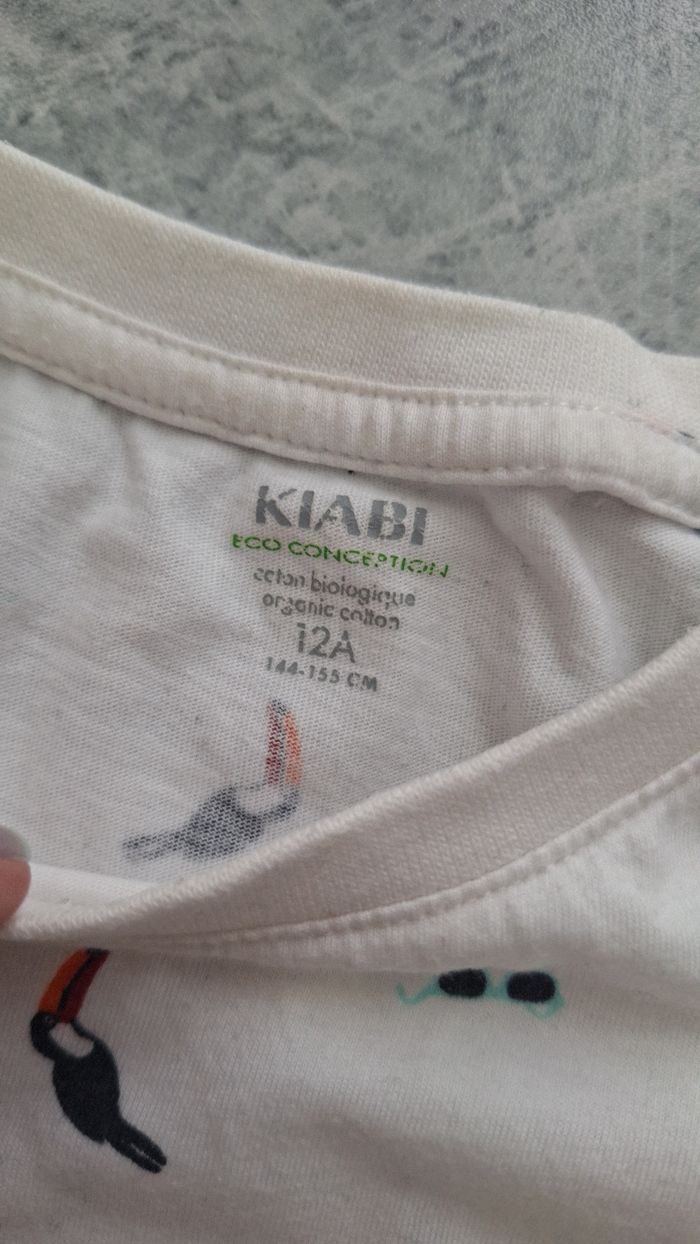 KIABI
ECO CONCEPTION
coton biologique
organic cotton
12A
144-155 CM